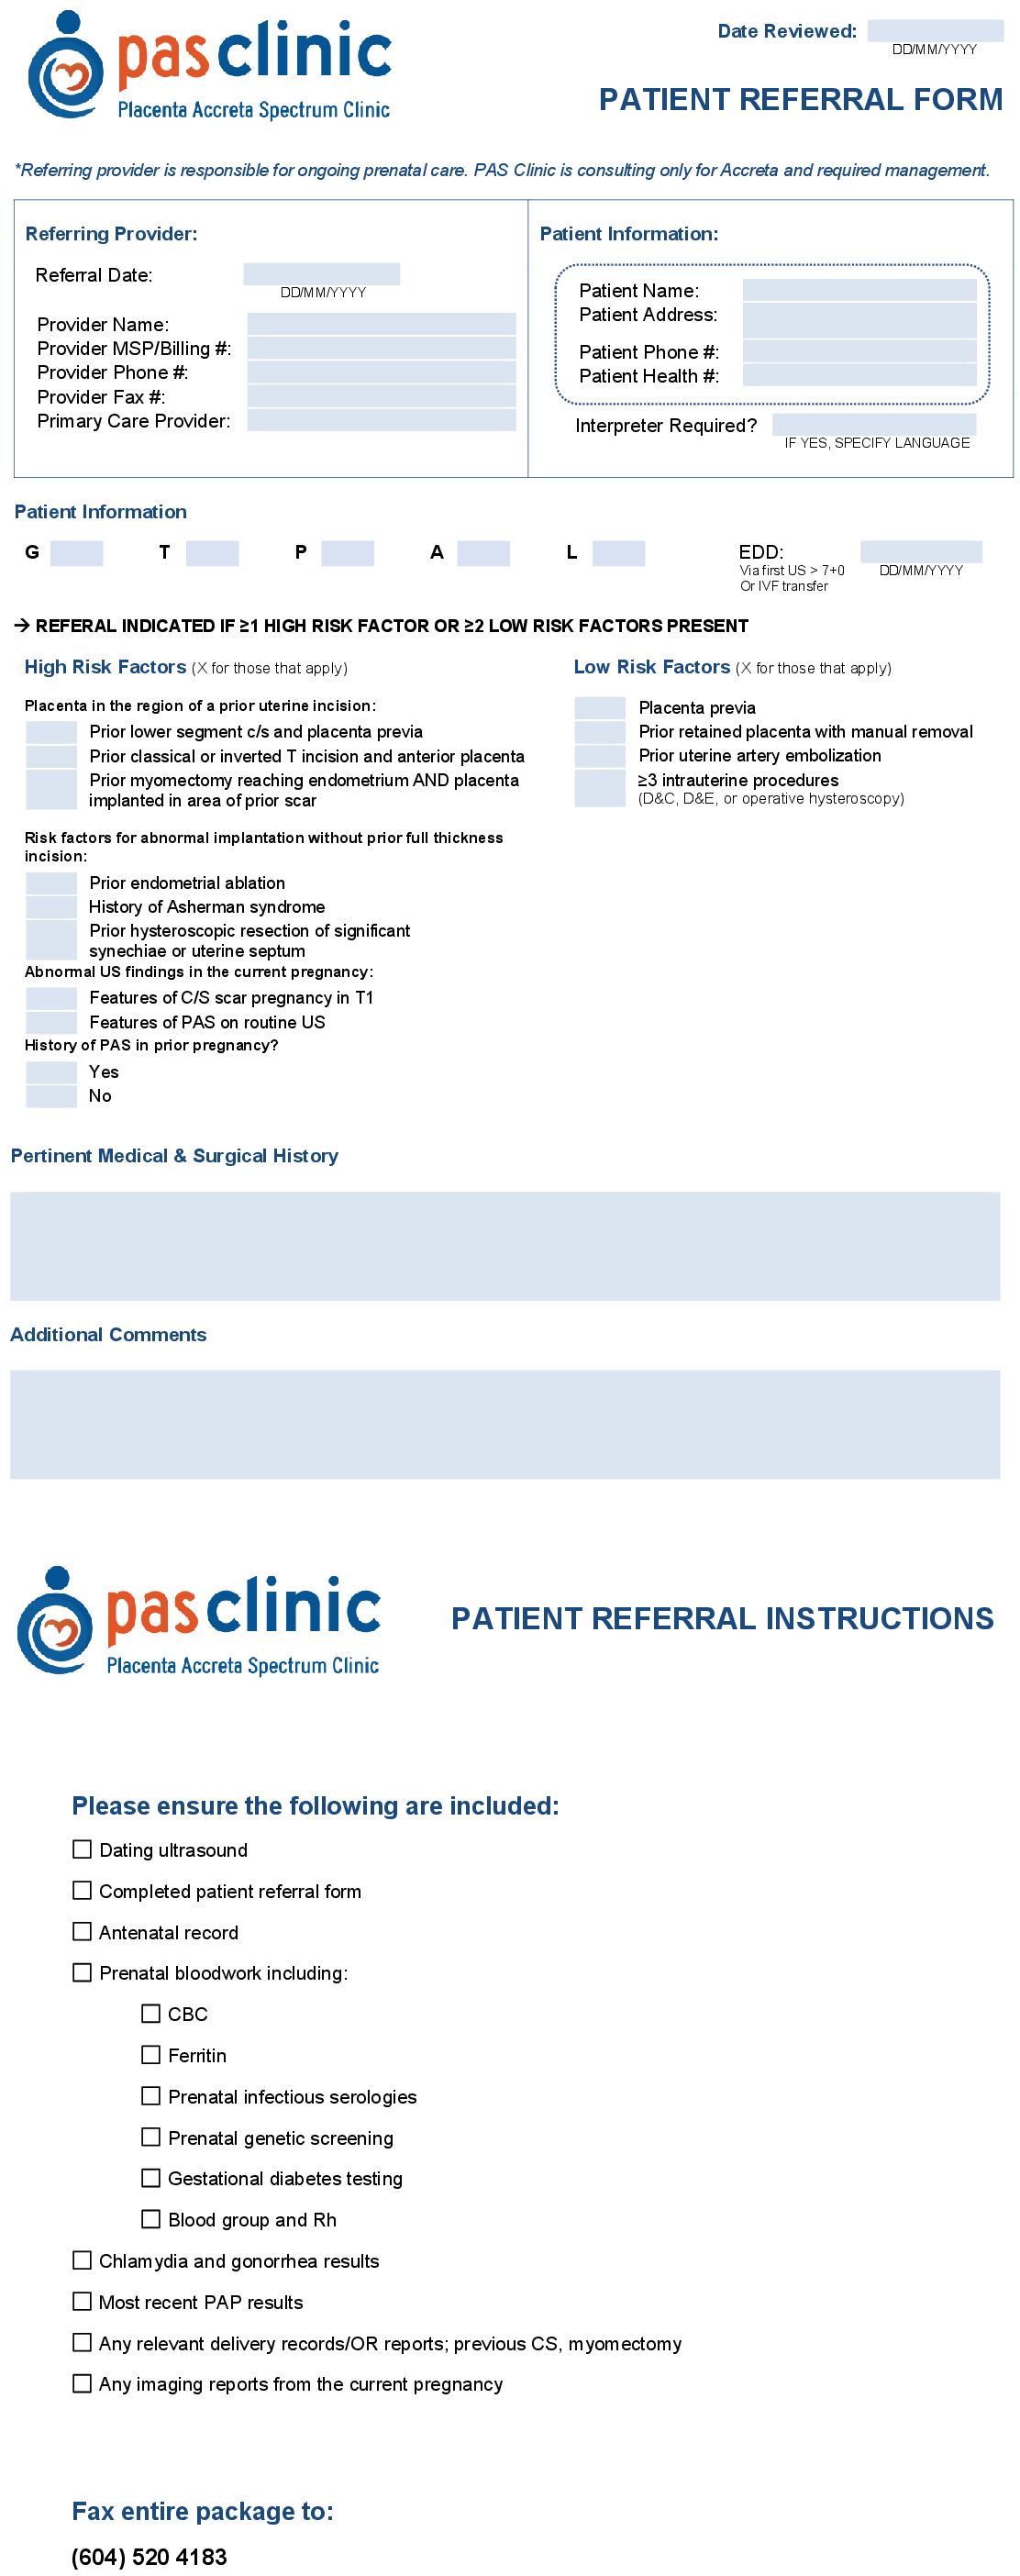 pasclinic
Placenta Accreta Spectrum Clinic
Date Reviewed:
DD/MM/YYYY
PATIENT REFERRAL FORM
*Referring provider is responsible for ongoing prenatal care. PAS Clinic is consulting only for Accreta and required management.
Referring Provider:
Referral Date:
DD/MM/YYYY
Provider Name:
Provider MSP/Billing #:
Provider Phone #:
Provider Fax #:
Primary Care Provider:
Patient Information:
Patient Name:
Patient Address:
Patient Phone #:
Patient Health #:
Interpreter Required?
IF YES, SPECIFY LANGUAGE
Patient Information
G T P A L EDD:
Via first US > 7+0 DD/MM/YYYY
Or IVF transfer
→ REFERAL INDICATED IF ≥1 HIGH RISK FACTOR OR ≥2 LOW RISK FACTORS PRESENT
High Risk Factors (X for those that apply)
Placenta in the region of a prior uterine incision:
Prior lower segment c/s and placenta previa
Prior classical or inverted T incision and anterior placenta
Prior myomectomy reaching endometrium AND placenta
implanted in area of prior scar
Risk factors for abnormal implantation without prior full thickness
incision:
Prior endometrial ablation
History of Asherman syndrome
Prior hysteroscopic resection of significant
synechiae or uterine septum
Abnormal US findings in the current pregnancy:
Features of C/S scar pregnancy in T1
Features of PAS on routine US
History of PAS in prior pregnancy?
Yes
No
Low Risk Factors (X for those that apply)
Placenta previa
Prior retained placenta with manual removal
Prior uterine artery embolization
≥3 intrauterine procedures
(D&C, D&E, or operative hysteroscopy)
Pertinent Medical & Surgical History
Additional Comments
pasclinic
Placenta Accreta Spectrum Clinic
PATIENT REFERRAL INSTRUCTIONS
Please ensure the following are included:
☐ Dating ultrasound
☐ Completed patient referral form
☐ Antenatal record
☐ Prenatal bloodwork including:
☐ CBC
☐ Ferritin
☐ Prenatal infectious serologies
☐ Prenatal genetic screening
☐ Gestational diabetes testing
☐ Blood group and Rh
☐ Chlamydia and gonorrhea results
☐ Most recent PAP results
☐ Any relevant delivery records/OR reports; previous CS, myomectomy
☐ Any imaging reports from the current pregnancy
Fax entire package to:
(604) 520 4183